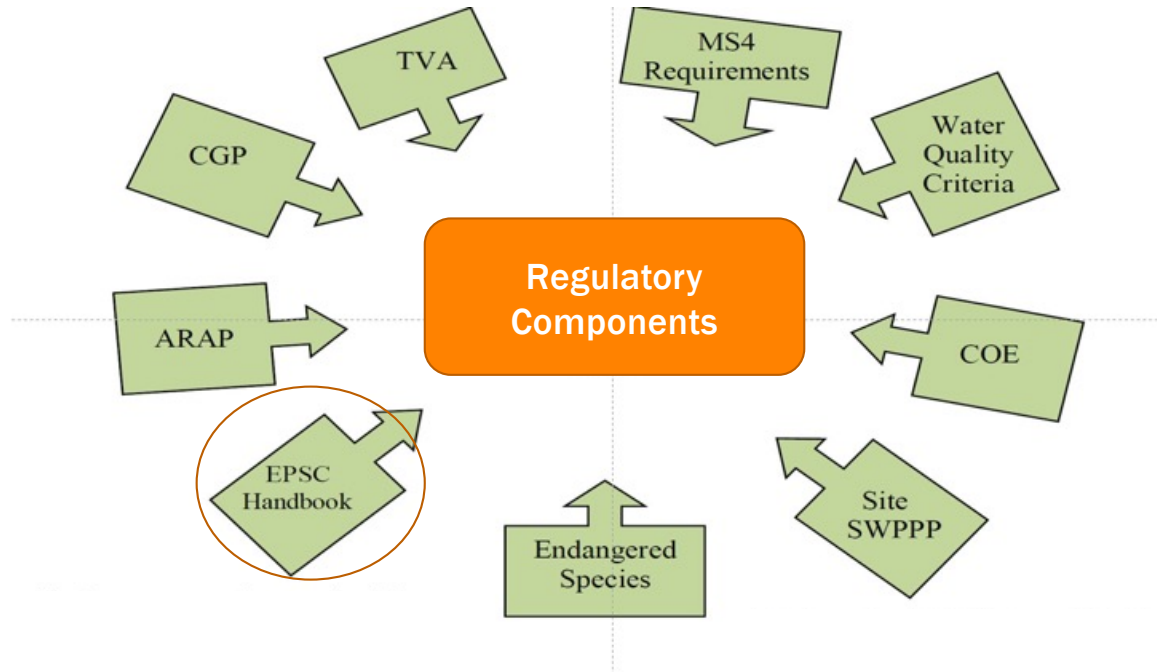 TVA
MS4
Requirements
CGP
Water
Quality
Criteria
Regulatory
Components
ARAP
COE
EPSC
Handbook
Site
SWPPP
Endangered
Species